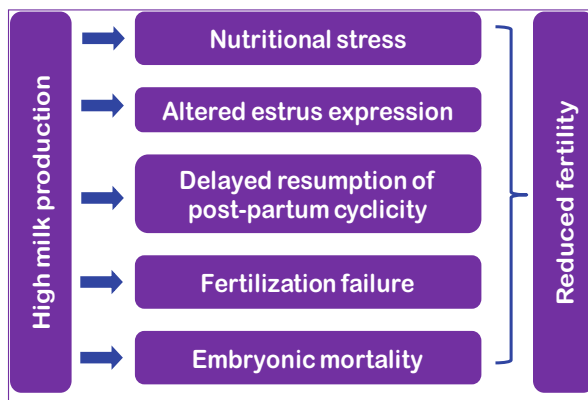 High milk production
Nutritional stress
Altered estrus expression
Delayed resumption of
post-partum cyclicity
Fertilization failure
Embryonic mortality
Reduced fertility